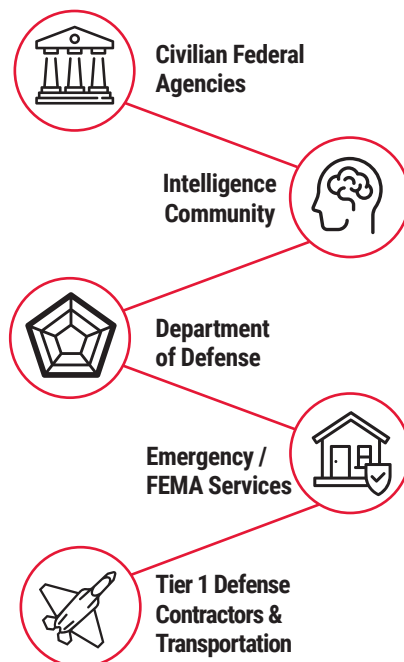 Civilian Federal
Agencies
Intelligence
Community
Department
of Defense
Emergency /
FEMA Services
Tier 1 Defense
Contractors &
Transportation